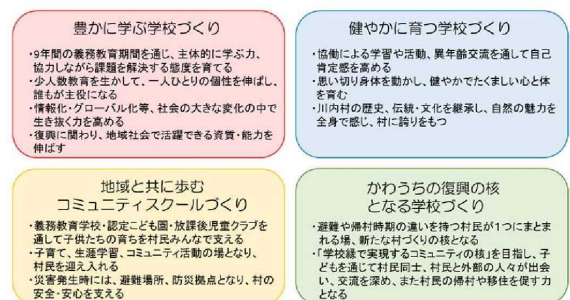 豊かに学ぶ学校づくり
・9年間の義務教育期間を通じ、主体的に学ぶ力、
協力しながら課題を解決する態度を育てる
・少人数教育を生かして、一人ひとりの個性を伸ばし、
誰もが主役になる
・情報化・グローバル化等、社会の大きな変化の中で
生き抜く力を高める
・復興に関わり、地域社会で活躍できる資質・能力を
伸ばす
健やかに育つ学校づくり
・協働による学習や活動、異年齢交流を通して自己
肯定感を高める
・思い切り身体を動かし、健やかでたくましい心と体
を育む
・川内村の歴史、伝統・文化を継承し、自然の魅力を
全身で感じ、村に誇りをもつ
地域と共に歩む
コミュニティスクールづくり
・義務教育学校・認定こども園・放課後児童クラブを
通して子供たちの育ちを村民みんなで支える
・子育て、生涯学習、コミュニティ活動の場となり、
村民を迎え入れる
・災害発生時には、避難場所、防災拠点となり、村の
安全・安心を支える
かわうちの復興の核
となる学校づくり
・避難や帰村時期の違いを持つ村民が1つにまとま
れる場、新たな村づくりの核となる
・「学校緑で実現するコミュニティの核」を目指し、子
どもを通じて村民同士、村民と外部の人々が出会
い、交流を深め、また村民の帰村や移住を促す力
となる